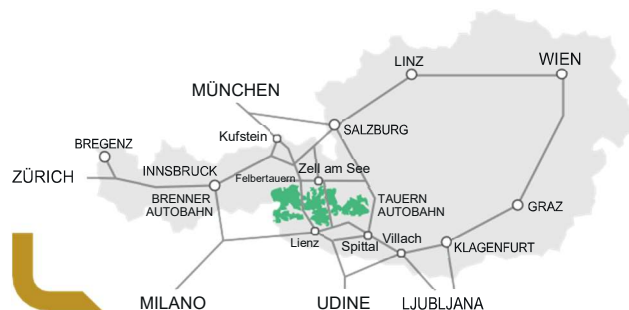 WIEN
LINZ
MÜNCHEN
SALZBURG
Kufstein
BREGENZ
Zell am See
INNSBRUCK
Felbertauern
ZÜRICH
BRENNER
AUTOBAHN
TAUERN
AUTOBAHN
GRAZ
Lienz
Spittal
Villach
KLAGENFURT
MILANO
UDINE
LJUBLJANA